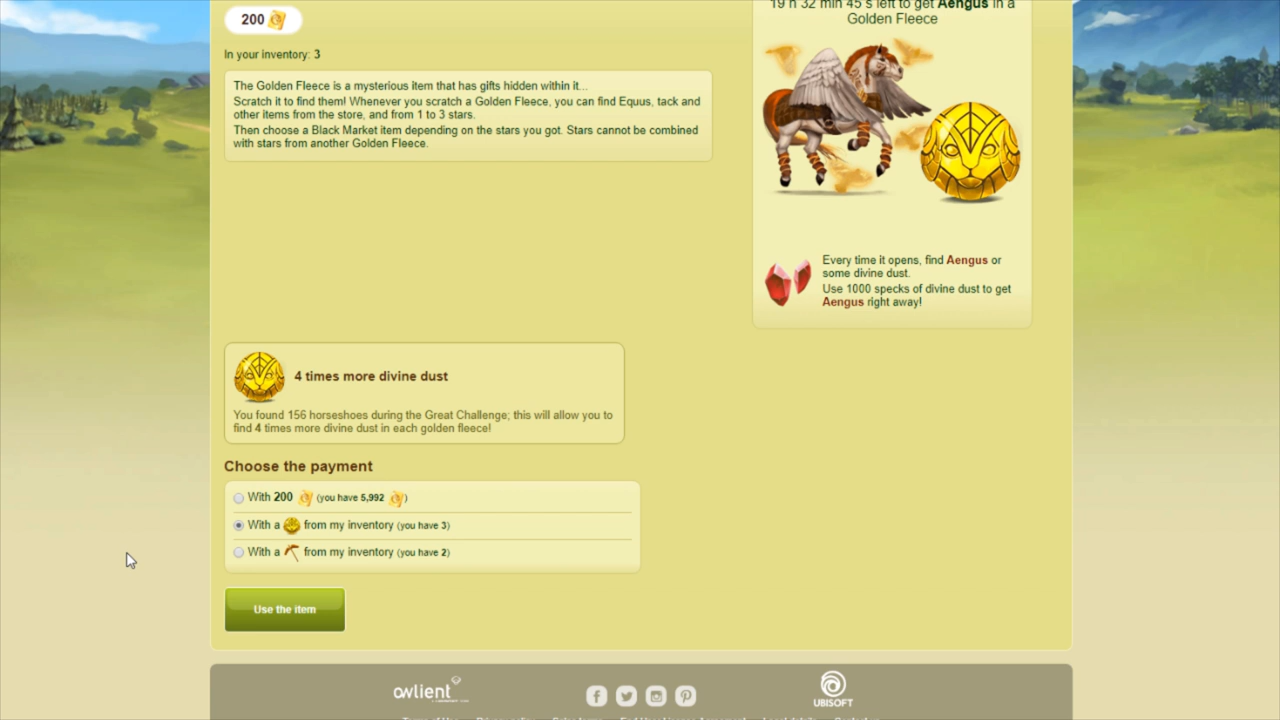 200
In your inventory: 3
The Golden Fleece is a mysterious item that has gifts hidden within it...
Scratch it to find them! Whenever you scratch a Golden Fleece, you can find Equus, tack and
other items from the store, and from 1 to 3 stars.
Then choose a Black Market item depending on the stars you got. Stars cannot be combined
with stars from another Golden Fleece.
19 h 32 min 45 s left to get Aengus in a
Golden Fleece
Every time it opens, find Aengus or
some divine dust.
Use 1000 specks of divine dust to get
Aengus right away!
4 times more divine dust
You found 156 horseshoes during the Great Challenge; this will allow you to
find 4 times more divine dust in each golden fleece!
Choose the payment
With 200 (you have 5,992 )
With a from my inventory (you have 3)
With a from my inventory (you have 2)
Use the item
owlient
UBISOFT